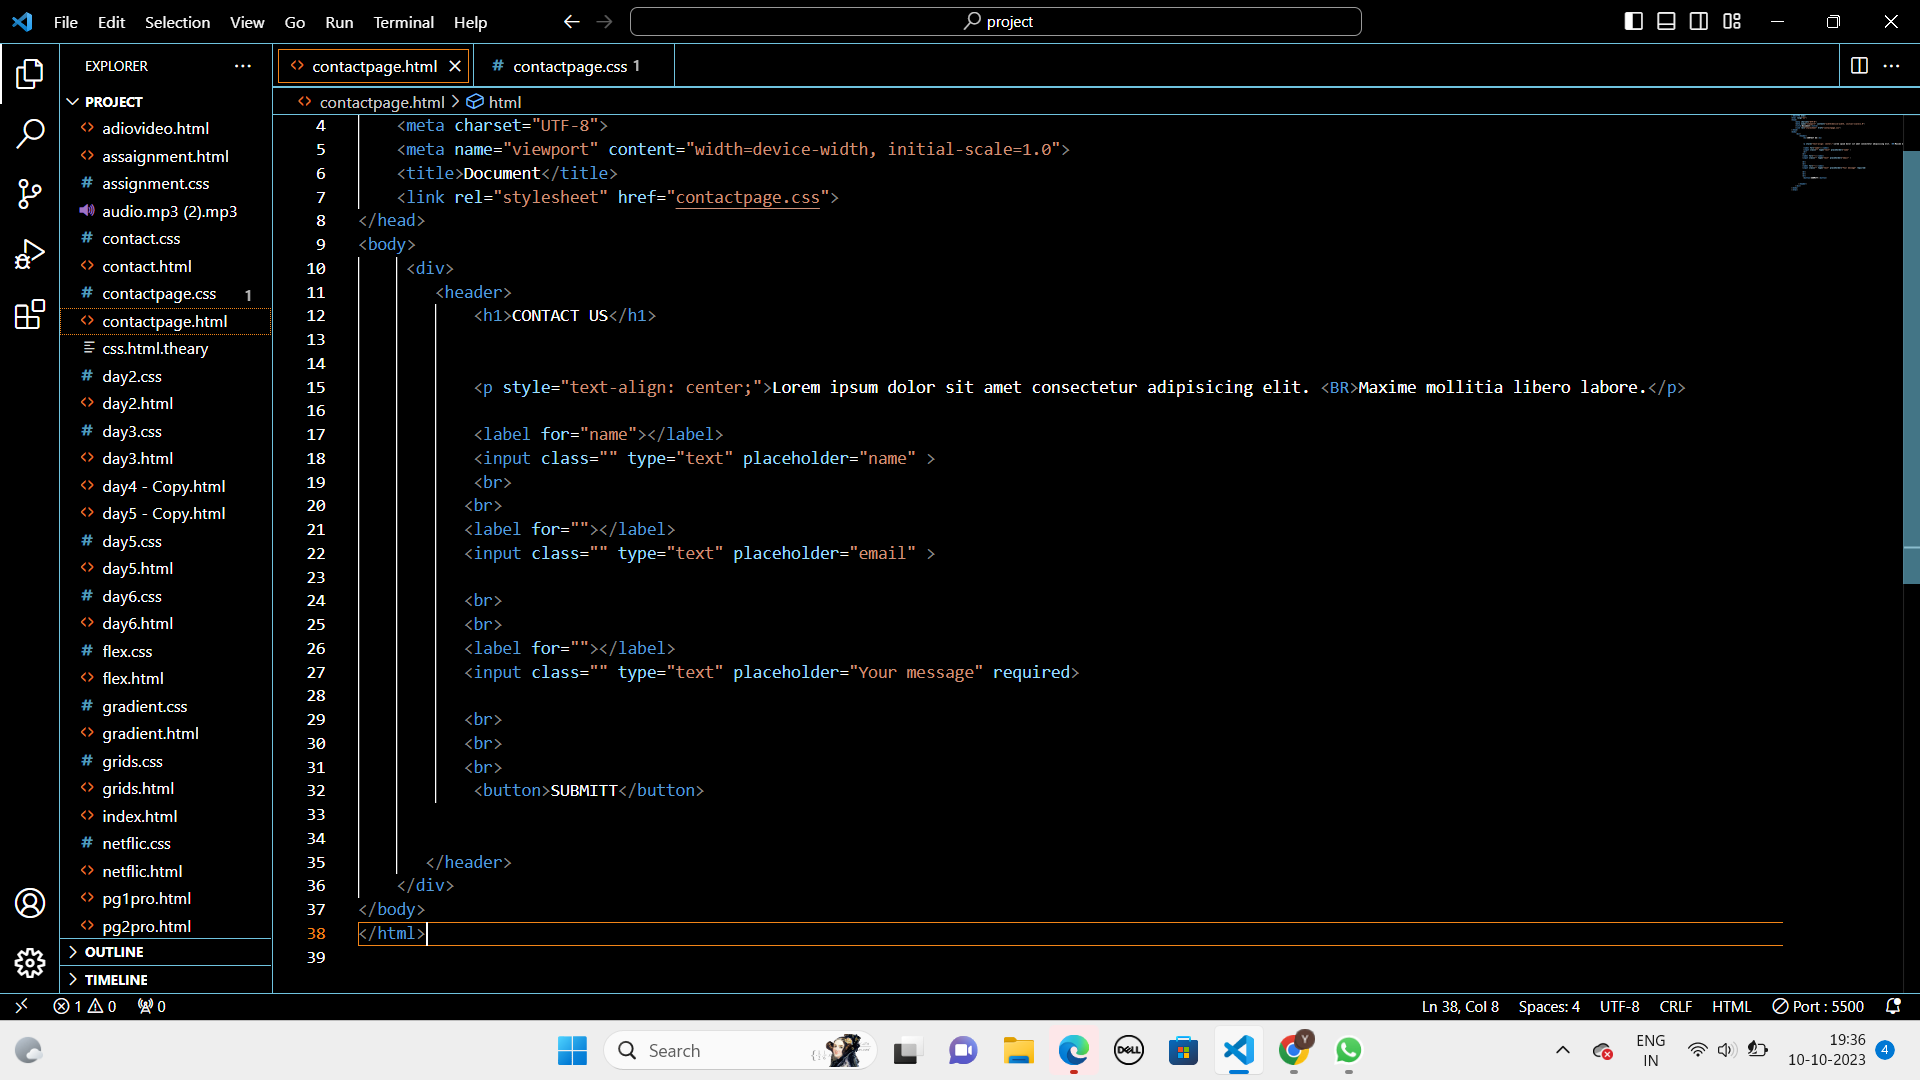 File Edit Selection View Go Run Terminal Help
project
EXPLORER
contactpage.html
contactpage.css 1
PROJECT
adiovideo.html
assaignment.html
assignment.css
audio.mp3 (2).mp3
contact.css
contact.html
contactpage.css 1
contactpage.html
css.html.theary
day2.css
day2.html
day3.css
day3.html
day4 - Copy.html
day5 - Copy.html
day5.css
day5.html
day6.css
day6.html
flex.css
flex.html
gradient.css
gradient.html
grids.css
grids.html
index.html
netflic.css
netflic.html
pg1pro.html
pg2pro.html
OUTLINE
TIMELINE
contactpage.html > html
4 <meta charset="UTF-8">
5 <meta name="viewport" content="width=device-width, initial-scale=1.0">
6 <title>Document</title>
7 <link rel="stylesheet" href="contactpage.css">
8 </head>
9 <body>
10 <div>
11 <header>
12 <h1>CONTACT US</h1>
13
14
15 <p style="text-align: center;">Lorem ipsum dolor sit amet consectetur adipisicing elit. <BR>Maxime mollitia libero labore.</p>
16
17 <label for="name"></label>
18 <input class="" type="text" placeholder="name" >
19 <br>
20 <br>
21 <label for=""></label>
22 <input class="" type="text" placeholder="email" >
23
24 <br>
25 <br>
26 <label for=""></label>
27 <input class="" type="text" placeholder="Your message" required>
28
29 <br>
30 <br>
31 <br>
32 <button>SUBMITT</button>
33
34
35 </header>
36 </div>
37 </body>
38 </html>
39
1 0 0
Ln 38, Col 8 Spaces: 4 UTF-8 CRLF HTML Port : 5500
Search
DELL
Y
ENG
IN
19:36
10-10-2023
4